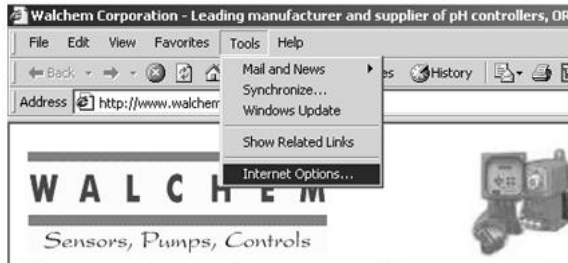 Walchem Corporation - Leading manufacturer and supplier of pH controllers, OR
File Edit View Favorites Tools Help
Back History
Mail and News
Synchronize...
Windows Update
Show Related Links
Internet Options...
Address http://www.walchem
WALCHEM
Sensors, Pumps, Controls